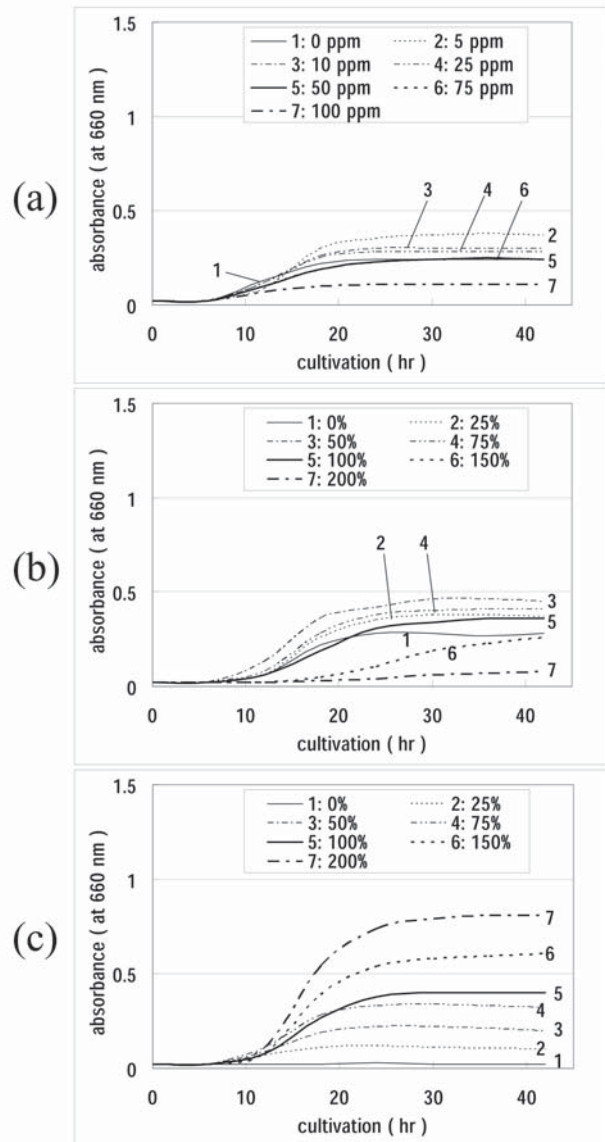 (a)
absorbance ( at 660 nm )
1.5
1
0.5
0
1: 0 ppm 2: 5 ppm
3: 10 ppm 4: 25 ppm
5: 50 ppm 6: 75 ppm
7: 100 ppm
3 4 6
1
2
5
7
0 10 20 30 40
cultivation ( hr )
(b)
absorbance ( at 660 nm )
1.5
1
0.5
0
1: 0% 2: 25%
3: 50% 4: 75%
5: 100% 6: 150%
7: 200%
2 4
3
5
1
6
7
0 10 20 30 40
cultivation ( hr )
(c)
absorbance ( at 660 nm )
1.5
1
0.5
0
1: 0% 2: 25%
3: 50% 4: 75%
5: 100% 6: 150%
7: 200%
7
6
5
4
3
2
1
0 10 20 30 40
cultivation ( hr )